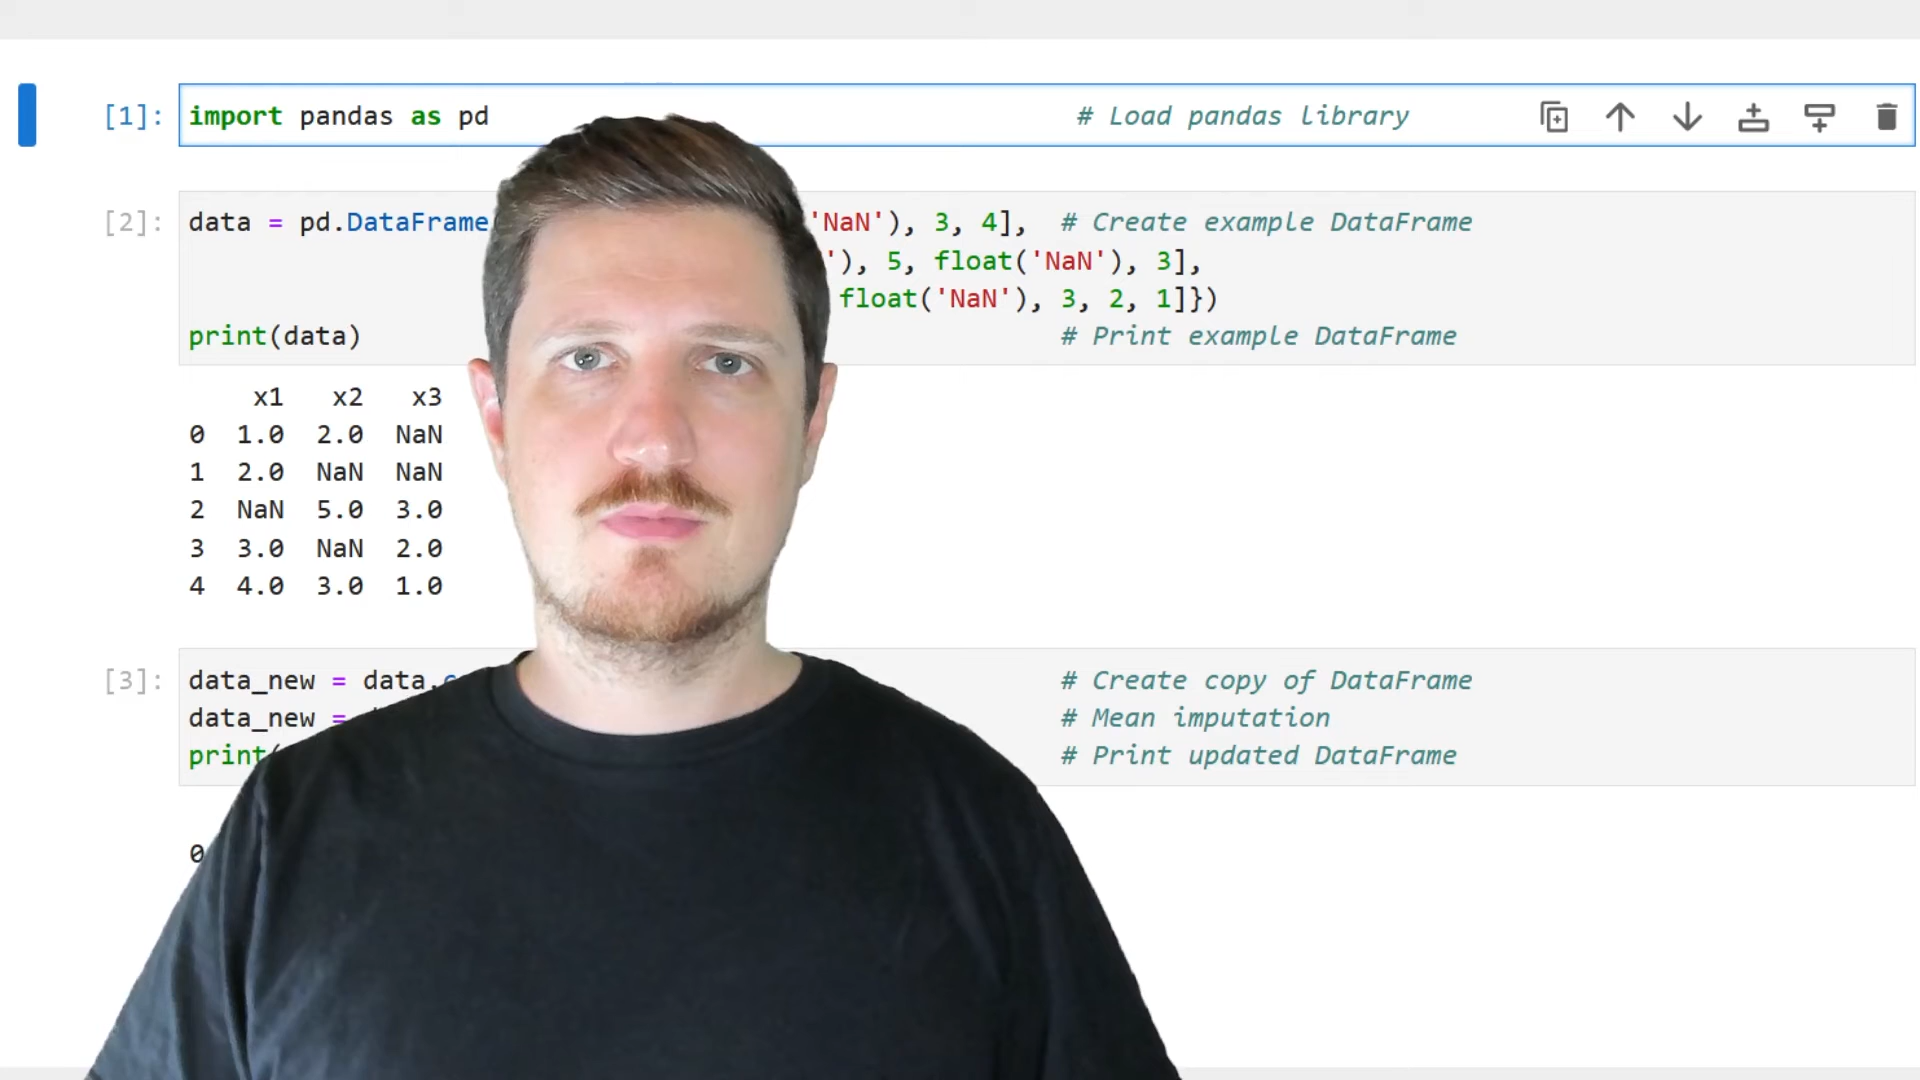 [1]: import pandas as pd # Load pandas library
[2]: data = pd.DataFrame 'NaN'), 3, 4], # Create example DataFrame
'), 5, float('NaN'), 3],
float('NaN'), 3, 2, 1]})
print(data) # Print example DataFrame
x1 x2 x3
0 1.0 2.0 NaN
1 2.0 NaN NaN
2 NaN 5.0 3.0
3 3.0 NaN 2.0
4 4.0 3.0 1.0
[3]: data_new = data. # Create copy of DataFrame
data_new = # Mean imputation
print( # Print updated DataFrame
0